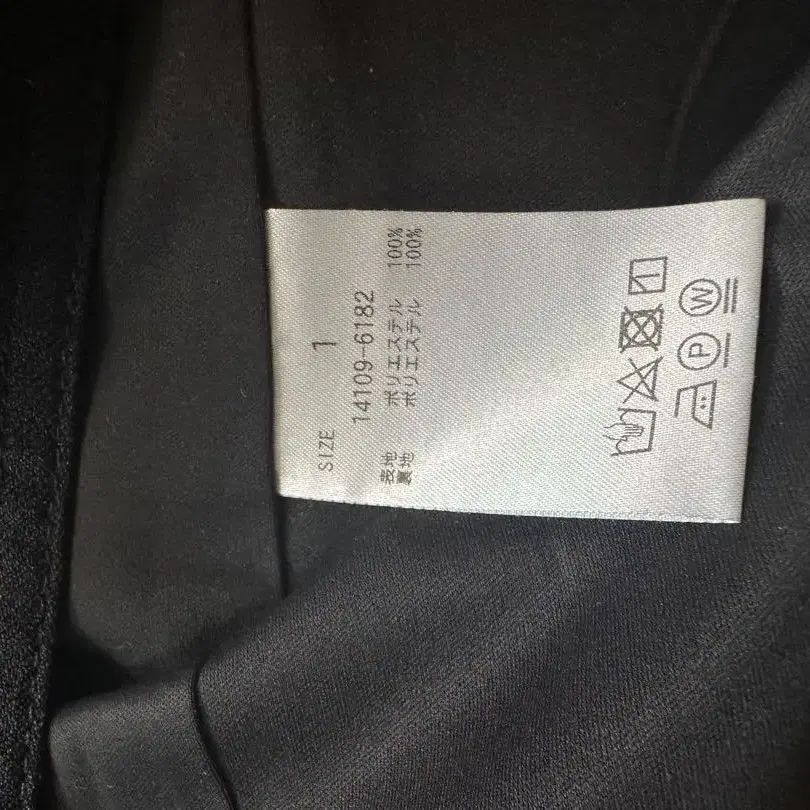 SIZE 1
14109-6182
表地 ポリエステル 100%
裏地 ポリエステル 100%
P W